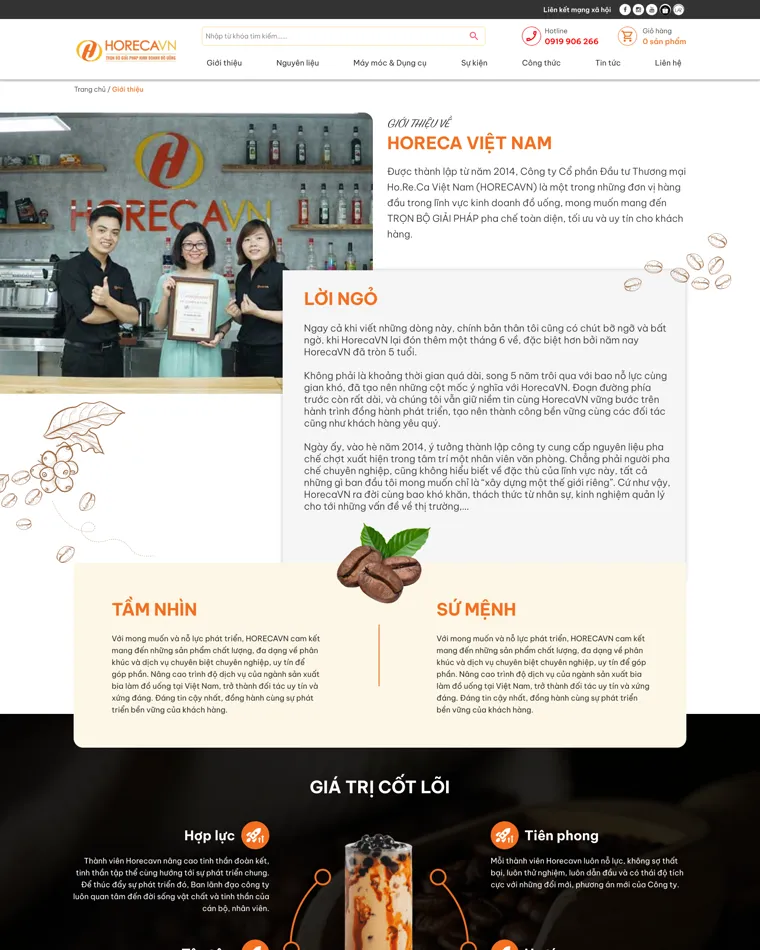 Liên kết mạng xã hội
HORECAVN
TRỌN BỘ GIẢI PHÁP KINH DOANH ĐỒ UỐNG
Nhập từ khóa tìm kiếm......
Hotline
0919 906 266
Giỏ hàng
0 sản phẩm
Giới thiệu
Nguyên liệu
Máy móc & Dụng cụ
Sự kiện
Công thức
Tin tức
Liên hệ
Trang chủ / Giới thiệu
HORECAVN
GIỚI THIỆU VỀ
HORECA VIỆT NAM
Được thành lập từ năm 2014, Công ty Cổ phần Đầu tư Thương mại
Ho.Re.Ca Việt Nam (HORECAVN) là một trong những đơn vị hàng
đầu trong lĩnh vực kinh doanh đồ uống, mong muốn mang đến
TRỌN BỘ GIẢI PHÁP pha chế toàn diện, tối ưu và uy tín cho khách
hàng.
LỜI NGỎ
Ngay cả khi viết những dòng này, chính bản thân tôi cũng có chút bỡ ngỡ và bất
ngờ, khi HorecaVN lại đón thêm một tháng 6 về, đặc biệt hơn bởi năm nay
HorecaVN đã tròn 5 tuổi.
Không phải là khoảng thời gian quá dài, song 5 năm trôi qua với bao nỗ lực cùng
gian khó, đã tạo nên những cột mốc ý nghĩa với HorecaVN. Đoạn đường phía
trước còn rất dài, và chúng tôi vẫn giữ niềm tin cùng HorecaVN vững bước trên
hành trình đồng hành phát triển, tạo nên thành công bền vững cùng các đối tác
cũng như khách hàng yêu quý.
Ngày ấy, vào hè năm 2014, ý tưởng thành lập công ty cung cấp nguyên liệu pha
chế chợt xuất hiện trong tâm trí một nhân viên văn phòng. Chẳng phải người pha
chế chuyên nghiệp, cũng không hiểu biết về đặc thù của lĩnh vực này, tất cả
những gì ban đầu tôi mong muốn chỉ là “xây dựng một thế giới riêng”. Cứ như vậy,
HorecaVN ra đời cùng bao khó khăn, thách thức từ nhân sự, kinh nghiệm quản lý
cho tới những vấn đề về thị trường,...
TẦM NHÌN
Với mong muốn và nỗ lực phát triển, HORECAVN cam kết
mang đến những sản phẩm chất lượng, đa dạng về phân
khúc và dịch vụ chuyên biệt chuyên nghiệp, uy tín để
góp phần. Nâng cao trình độ dịch vụ của ngành sản xuất
bia làm đồ uống tại Việt Nam, trở thành đối tác uy tín và
xứng đáng. Đáng tin cậy nhất, đồng hành cùng sự phát
triển bền vững của khách hàng.
SỨ MỆNH
Với mong muốn và nỗ lực phát triển, HORECAVN cam kết
mang đến những sản phẩm chất lượng, đa dạng về phân
khúc và dịch vụ chuyên biệt chuyên nghiệp, uy tín để
góp phần. Nâng cao trình độ dịch vụ của ngành sản xuất
bia làm đồ uống tại Việt Nam, trở thành đối tác uy tín và
xứng đáng. Đáng tin cậy nhất, đồng hành cùng sự phát triển
bền vững của khách hàng.
GIÁ TRỊ CỐT LÕI
Hợp lực
Thành viên Horecavn nâng cao tinh thần đoàn kết,
tinh thần tập thể cùng hướng tới sự phát triển chung.
Để thúc đẩy sự phát triển đó, Ban lãnh đạo công ty
luôn quan tâm đến đời sống vật chất và tinh thần của
cán bộ, nhân viên.
Tiên phong
Mỗi thành viên Horecavn luôn nỗ lực, không sợ thất
bại, luôn thử nghiệm, luôn dẫn đầu và có thái độ tích
cực với những đổi mới, phương án mới của Công ty.